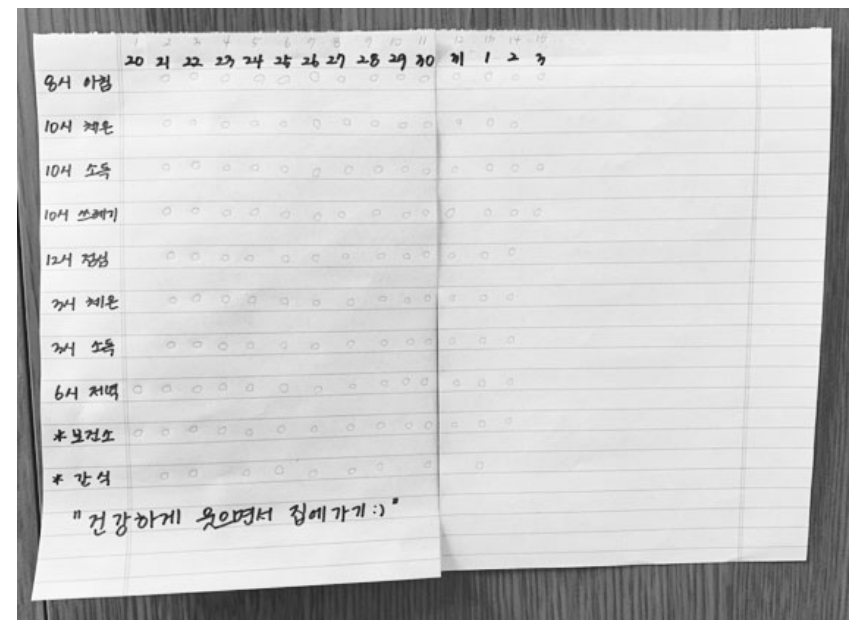 1 2 3 4 5 6 7 8 9 10 11 12 13 14 15
20 21 22 23 24 25 26 27 28 29 30 31 1 2 3
8시 아침
10시 체온
10시 소독
10시 쓰레기
12시 점심
3시 체온
3시 소독
6시 저녁
* 보건소
* 간식
"건강하게 웃으면서 집에가기:)"